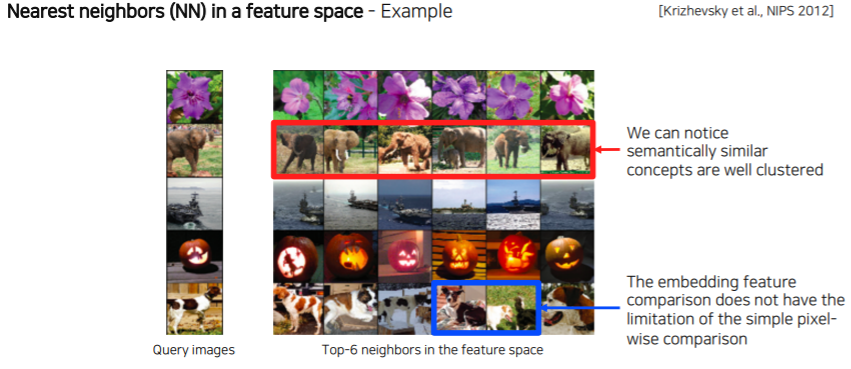 Nearest neighbors (NN) in a feature space - Example
[Krizhevsky et al., NIPS 2012]
We can notice
semantically similar
concepts are well clustered
The embedding feature
comparison does not have the
limitation of the simple pixel-
wise comparison
Query images
Top-6 neighbors in the feature space